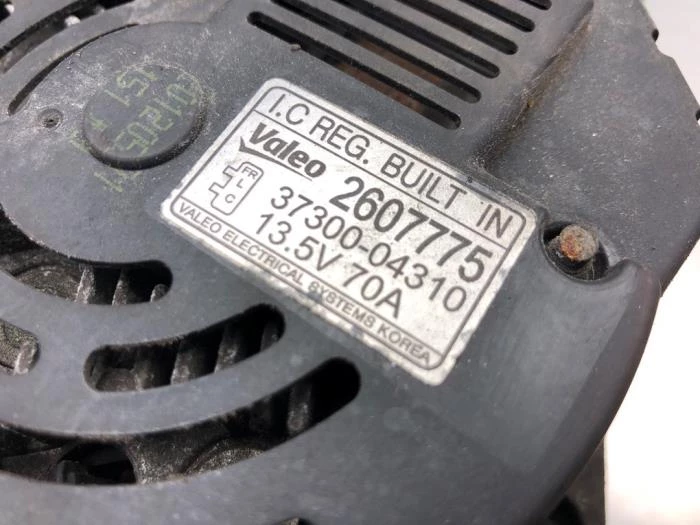 I.C REG. BUILT IN
Valeo 2607775
FR
L
C
37300-04310
13.5V 70A
VALEO ELECTRICAL SYSTEMS KOREA